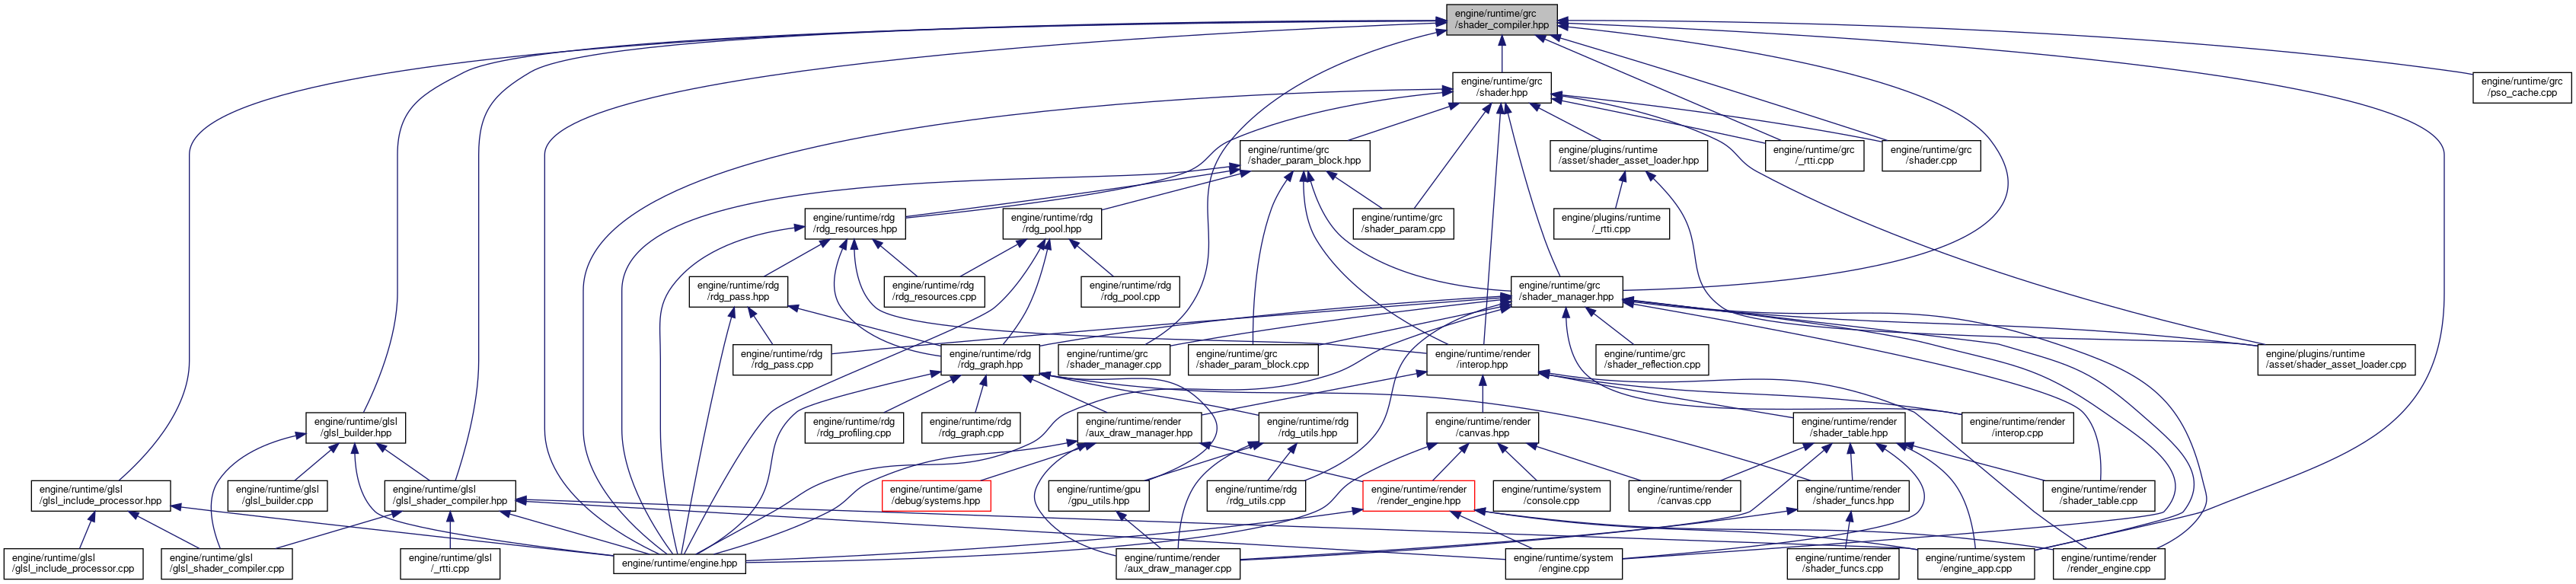 engine/runtime/grc
/shader_compiler.hpp
engine/runtime/grc
/shader.hpp
engine/runtime/grc
/pso_cache.cpp
engine/runtime/grc
/shader_param_block.hpp
engine/plugins/runtime
/asset/shader_asset_loader.hpp
engine/runtime/grc
/_rtti.cpp
engine/runtime/grc
/shader.cpp
engine/runtime/rdg
/rdg_resources.hpp
engine/runtime/rdg
/rdg_pool.hpp
engine/runtime/grc
/shader_param.cpp
engine/plugins/runtime
/_rtti.cpp
engine/runtime/rdg
/rdg_pass.hpp
engine/runtime/rdg
/rdg_resources.cpp
engine/runtime/rdg
/rdg_pool.cpp
engine/runtime/grc
/shader_manager.hpp
engine/runtime/rdg
/rdg_pass.cpp
engine/runtime/rdg
/rdg_graph.hpp
engine/runtime/grc
/shader_manager.cpp
engine/runtime/grc
/shader_param_block.cpp
engine/runtime/render
/interop.hpp
engine/runtime/grc
/shader_reflection.cpp
engine/plugins/runtime
/asset/shader_asset_loader.cpp
engine/runtime/glsl
/glsl_builder.hpp
engine/runtime/rdg
/rdg_profiling.cpp
engine/runtime/rdg
/rdg_graph.cpp
engine/runtime/render
/aux_draw_manager.hpp
engine/runtime/rdg
/rdg_utils.hpp
engine/runtime/render
/canvas.hpp
engine/runtime/render
/shader_table.hpp
engine/runtime/render
/interop.cpp
engine/runtime/glsl
/glsl_include_processor.hpp
engine/runtime/glsl
/glsl_builder.cpp
engine/runtime/glsl
/glsl_shader_compiler.hpp
engine/runtime/game
/debug/systems.hpp
engine/runtime/gpu
/gpu_utils.hpp
engine/runtime/rdg
/rdg_utils.cpp
engine/runtime/render
/render_engine.hpp
engine/runtime/system
/console.cpp
engine/runtime/render
/canvas.cpp
engine/runtime/render
/shader_funcs.hpp
engine/runtime/render
/shader_table.cpp
engine/runtime/glsl
/glsl_include_processor.cpp
engine/runtime/glsl
/glsl_shader_compiler.cpp
engine/runtime/glsl
/_rtti.cpp
engine/runtime/engine.hpp
engine/runtime/render
/aux_draw_manager.cpp
engine/runtime/system
/engine.cpp
engine/runtime/render
/shader_funcs.cpp
engine/runtime/system
/engine_app.cpp
engine/runtime/render
/render_engine.cpp